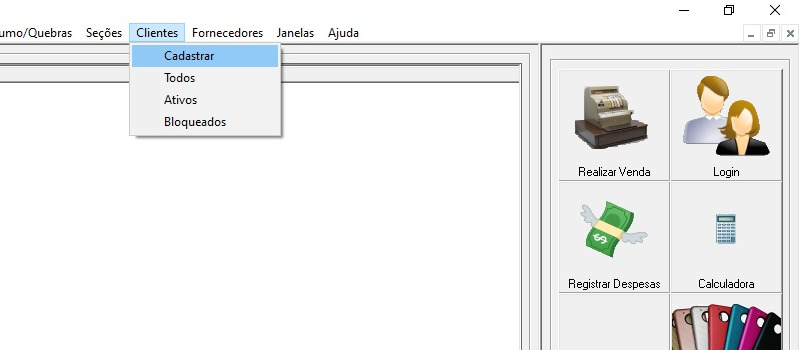 umo/Quebras Seções Clientes Fornecedores Janelas Ajuda
Cadastrar
Todos
Ativos
Bloqueados
Realizar Venda
Login
Registrar Despesas
Calculadora